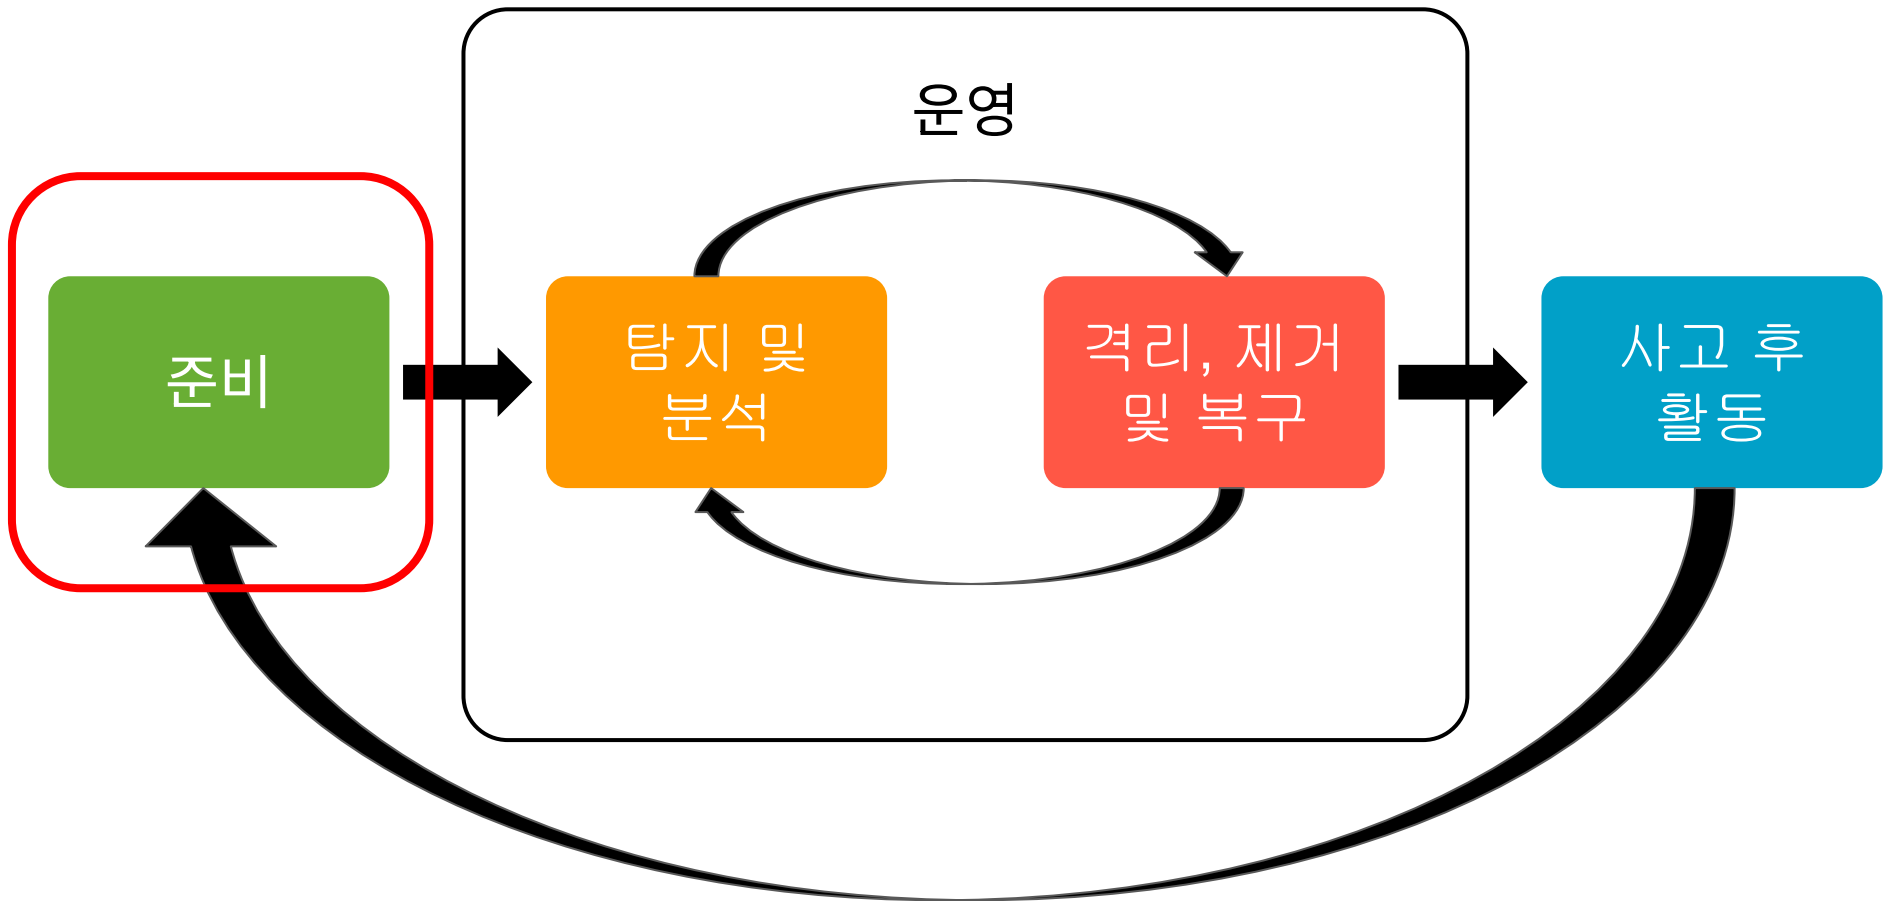 운영
준비
탐지 및
분석
격리, 제거
및 복구
사고 후
활동